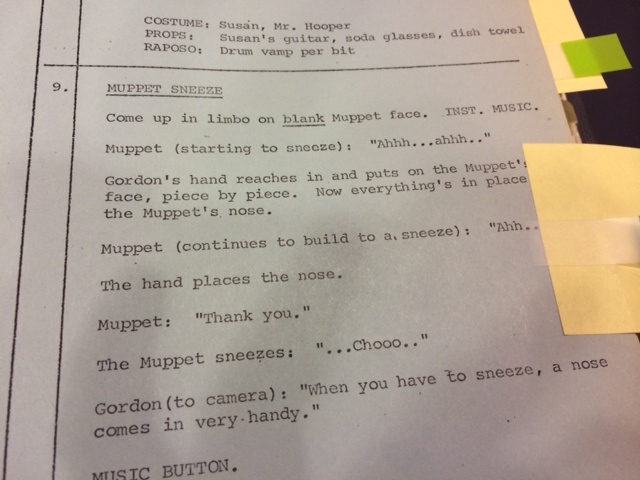 COSTUME: Susan, Mr. Hooper
PROPS: Susan's guitar, soda glasses, dish towel
RAPOSO: Drum vamp per bit
9. MUPPET SNEEZE
Come up in limbo on blank Muppet face. INST. MUSIC.
Muppet (starting to sneeze): "Ahhh...ahhh.."
Gordon's hand reaches in and puts on the Muppet's
face, piece by piece. Now everything's in place
the Muppet's nose.
Muppet (continues to build to a sneeze): "Ahh..
The hand places the nose.
Muppet: "Thank you."
The Muppet sneezes: "...Chooo.."
Gordon(to camera): "When you have to sneeze, a nose
comes in very handy."
MUSIC BUTTON.